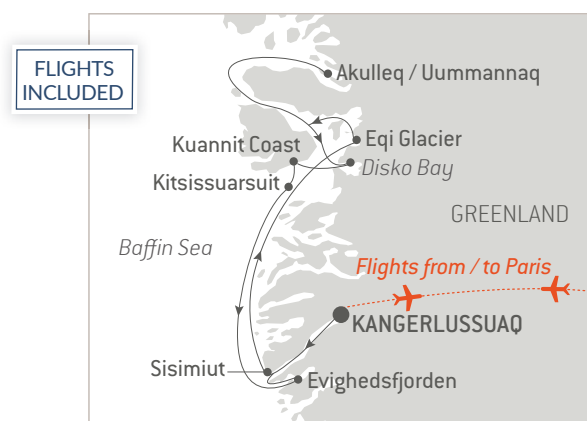 FLIGHTS
INCLUDED
Akulleq / Uummannaq
Eqi Glacier
Kuannit Coast
Disko Bay
Kitsissuarsuit
GREENLAND
Baffin Sea
Flights from / to Paris
KANGERLUSSUAQ
Sisimiut
Evighedsfjorden